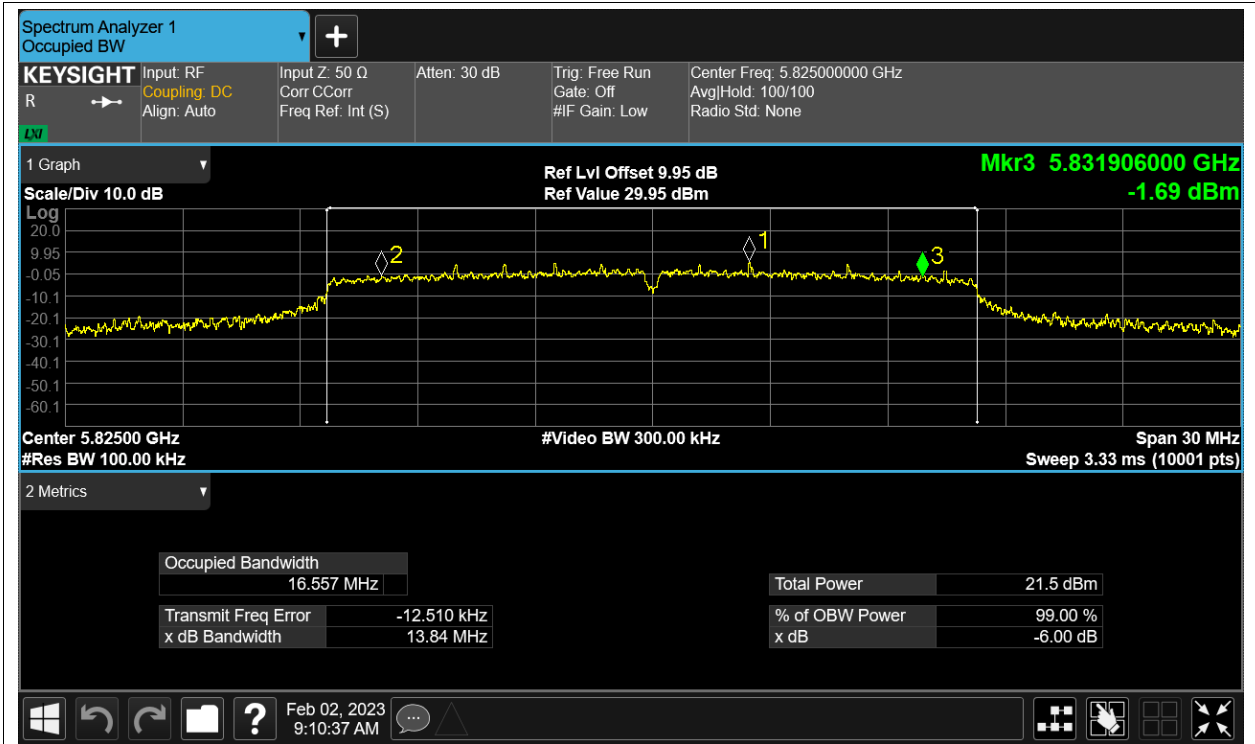 Spectrum Analyzer 1
Occupied BW
KEYSIGHT
R
LXI
Input: RF
Coupling: DC
Align: Auto
Input Z: 50 Ω
Corr CCorr
Freq Ref: Int (S)
Atten: 30 dB
Trig: Free Run
Gate: Off
#IF Gain: Low
Center Freq: 5.825000000 GHz
Avg|Hold: 100/100
Radio Std: None
1 Graph
Scale/Div 10.0 dB
Ref Lvl Offset 9.95 dB
Ref Value 29.95 dBm
Mkr3 5.831906000 GHz
-1.69 dBm
Log
20.0
9.95
-0.05
-10.1
-20.1
-30.1
-40.1
-50.1
-60.1
2
1
3
Center 5.82500 GHz
#Video BW 300.00 kHz
Span 30 MHz
#Res BW 100.00 kHz
Sweep 3.33 ms (10001 pts)
2 Metrics
Occupied Bandwidth
16.557 MHz
Transmit Freq Error -12.510 kHz
x dB Bandwidth 13.84 MHz
Total Power 21.5 dBm
% of OBW Power 99.00 %
x dB -6.00 dB
?
Feb 02, 2023
9:10:37 AM